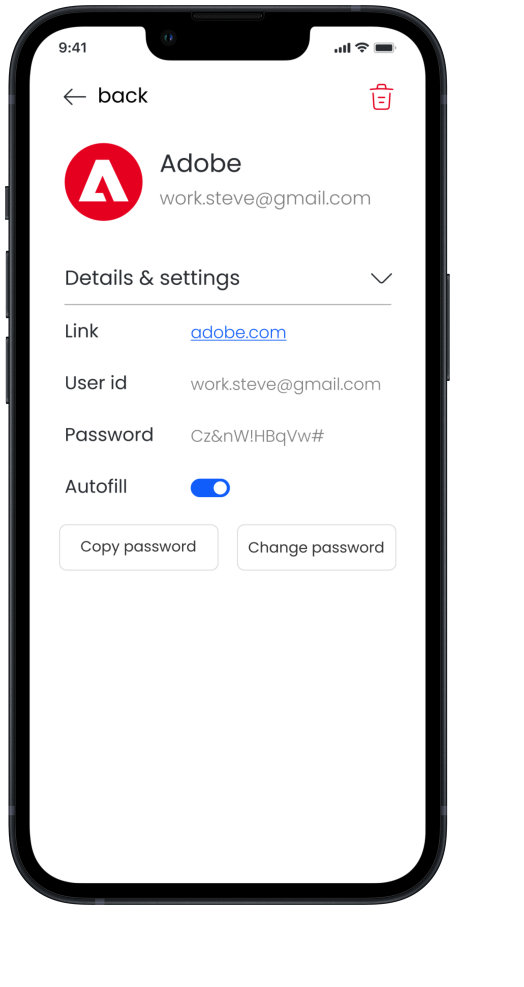 9:41
back
Adobe
work.steve@gmail.com
Details & settings
Link adobe.com
User id work.steve@gmail.com
Password Cz&nW!HBqVw#
Autofill
Copy password Change password